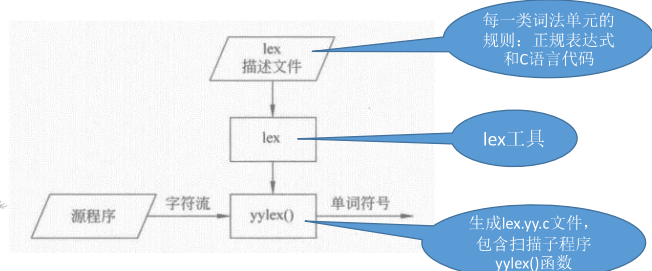 lex
描述文件
每一类词法单元的
规则：正规表达式
和C语言代码
lex
lex工具
源程序
字符流
yylex()
单词符号
生成lex.yy.c文件，
包含扫描子程序
yylex()函数